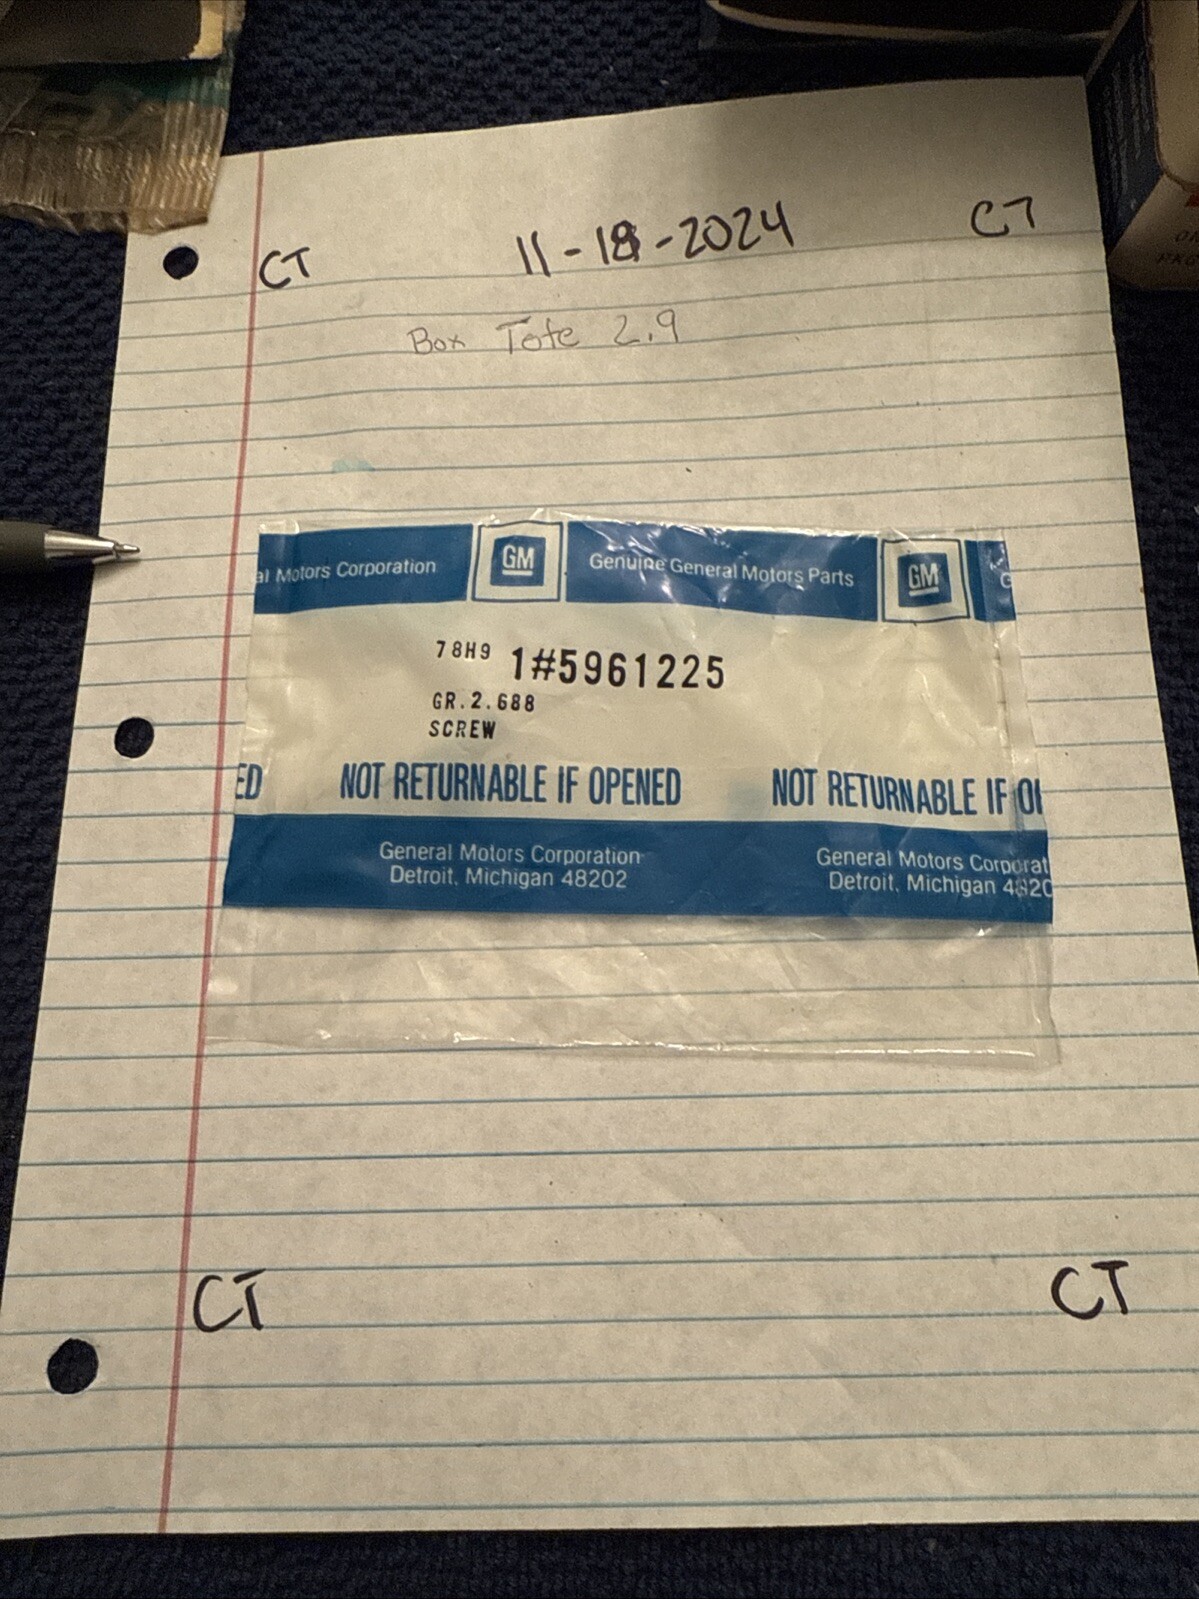 CT 11-18-2024 CT
Box Tote 2.9
al Motors Corporation GM Genuine General Motors Parts GM G
78H9 1#5961225
GR.2.688
SCREW
ED NOT RETURNABLE IF OPENED NOT RETURNABLE IF OP
General Motors Corporation General Motors Corporat
Detroit, Michigan 48202 Detroit, Michigan 4820
CT CT